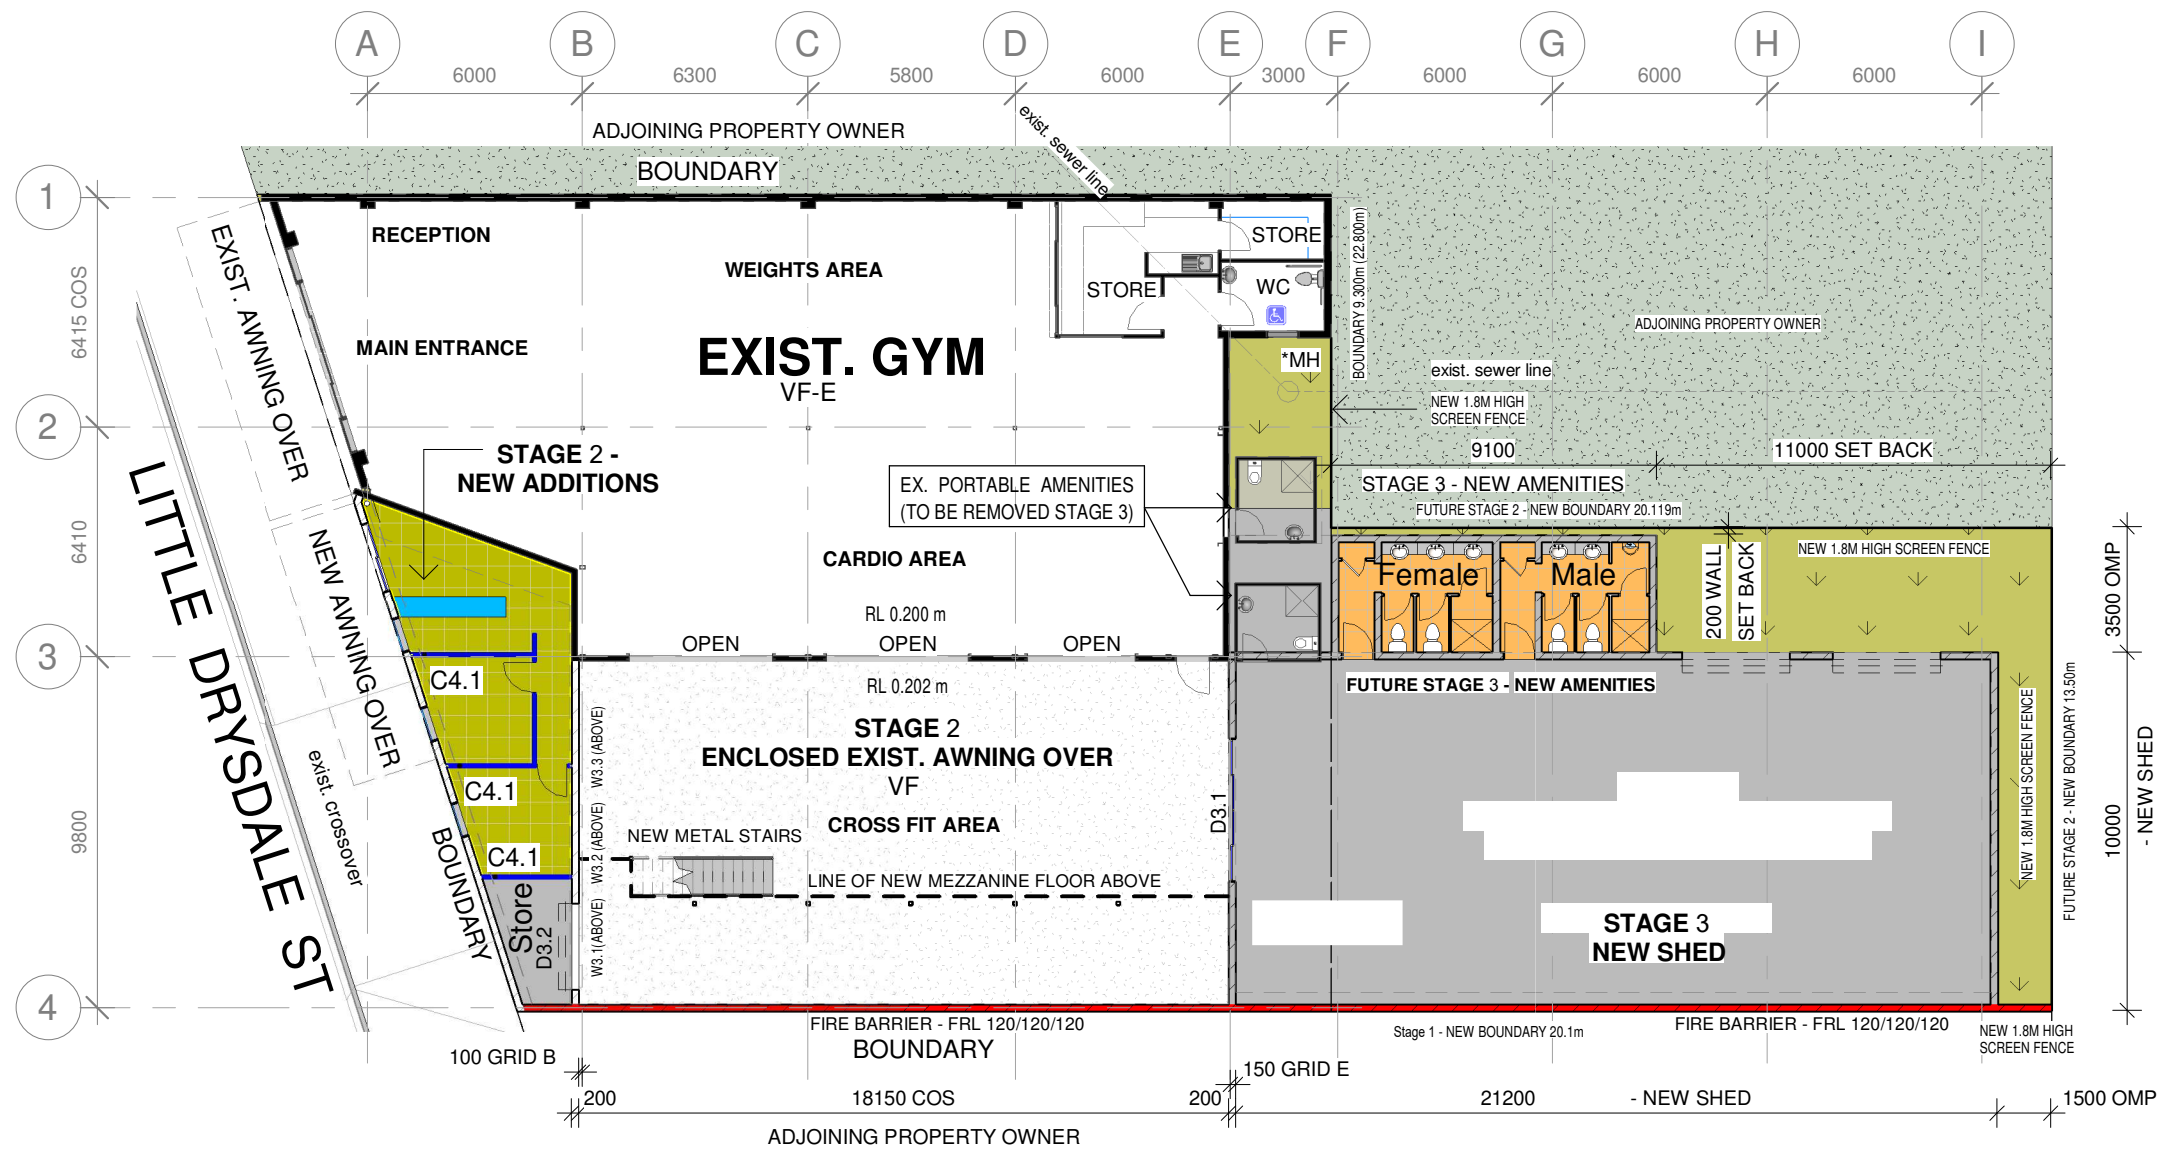 A
B
C
D
E
F
G
H
I
6000
6300
5800
6000
3000
6000
6000
6000
ADJOINING PROPERTY OWNER
BOUNDARY
exist. sewer line
1
2
3
4
6415 COS
6410
9800
EXIST. AWNING OVER
NEW AWNING OVER
LITTLE DRYSDALE ST
exist. crossover
BOUNDARY
RECEPTION
WEIGHTS AREA
MAIN ENTRANCE
EXIST. GYM
VF-E
STORE
STORE
WC
*MH
BOUNDARY 9.300m (22.800m)
ADJOINING PROPERTY OWNER
exist. sewer line
NEW 1.8M HIGH
SCREEN FENCE
9100
11000 SET BACK
STAGE 3 - NEW AMENITIES
FUTURE STAGE 2 - NEW BOUNDARY 20.119m
STAGE 2 -
NEW ADDITIONS
EX. PORTABLE AMENITIES
(TO BE REMOVED STAGE 3)
CARDIO AREA
RL 0.200 m
OPEN
OPEN
OPEN
RL 0.202 m
Female
Male
200 WALL
SET BACK
NEW 1.8M HIGH SCREEN FENCE
3500 OMP
FUTURE STAGE 3 - NEW AMENITIES
C4.1
C4.1
C4.1
Store
D3.2
W3.3 (ABOVE)
W3.2 (ABOVE)
W3.1(ABOVE)
STAGE 2
ENCLOSED EXIST. AWNING OVER
VF
CROSS FIT AREA
NEW METAL STAIRS
LINE OF NEW MEZZANINE FLOOR ABOVE
D3.1
STAGE 3
NEW SHED
NEW 1.8M HIGH SCREEN FENCE
FUTURE STAGE 2 - NEW BOUNDARY 13.50m
10000
- NEW SHED
FIRE BARRIER - FRL 120/120/120
BOUNDARY
Stage 1 - NEW BOUNDARY 20.1m
FIRE BARRIER - FRL 120/120/120
NEW 1.8M HIGH
SCREEN FENCE
100 GRID B
150 GRID E
200
18150 COS
200
21200
- NEW SHED
1500 OMP
ADJOINING PROPERTY OWNER